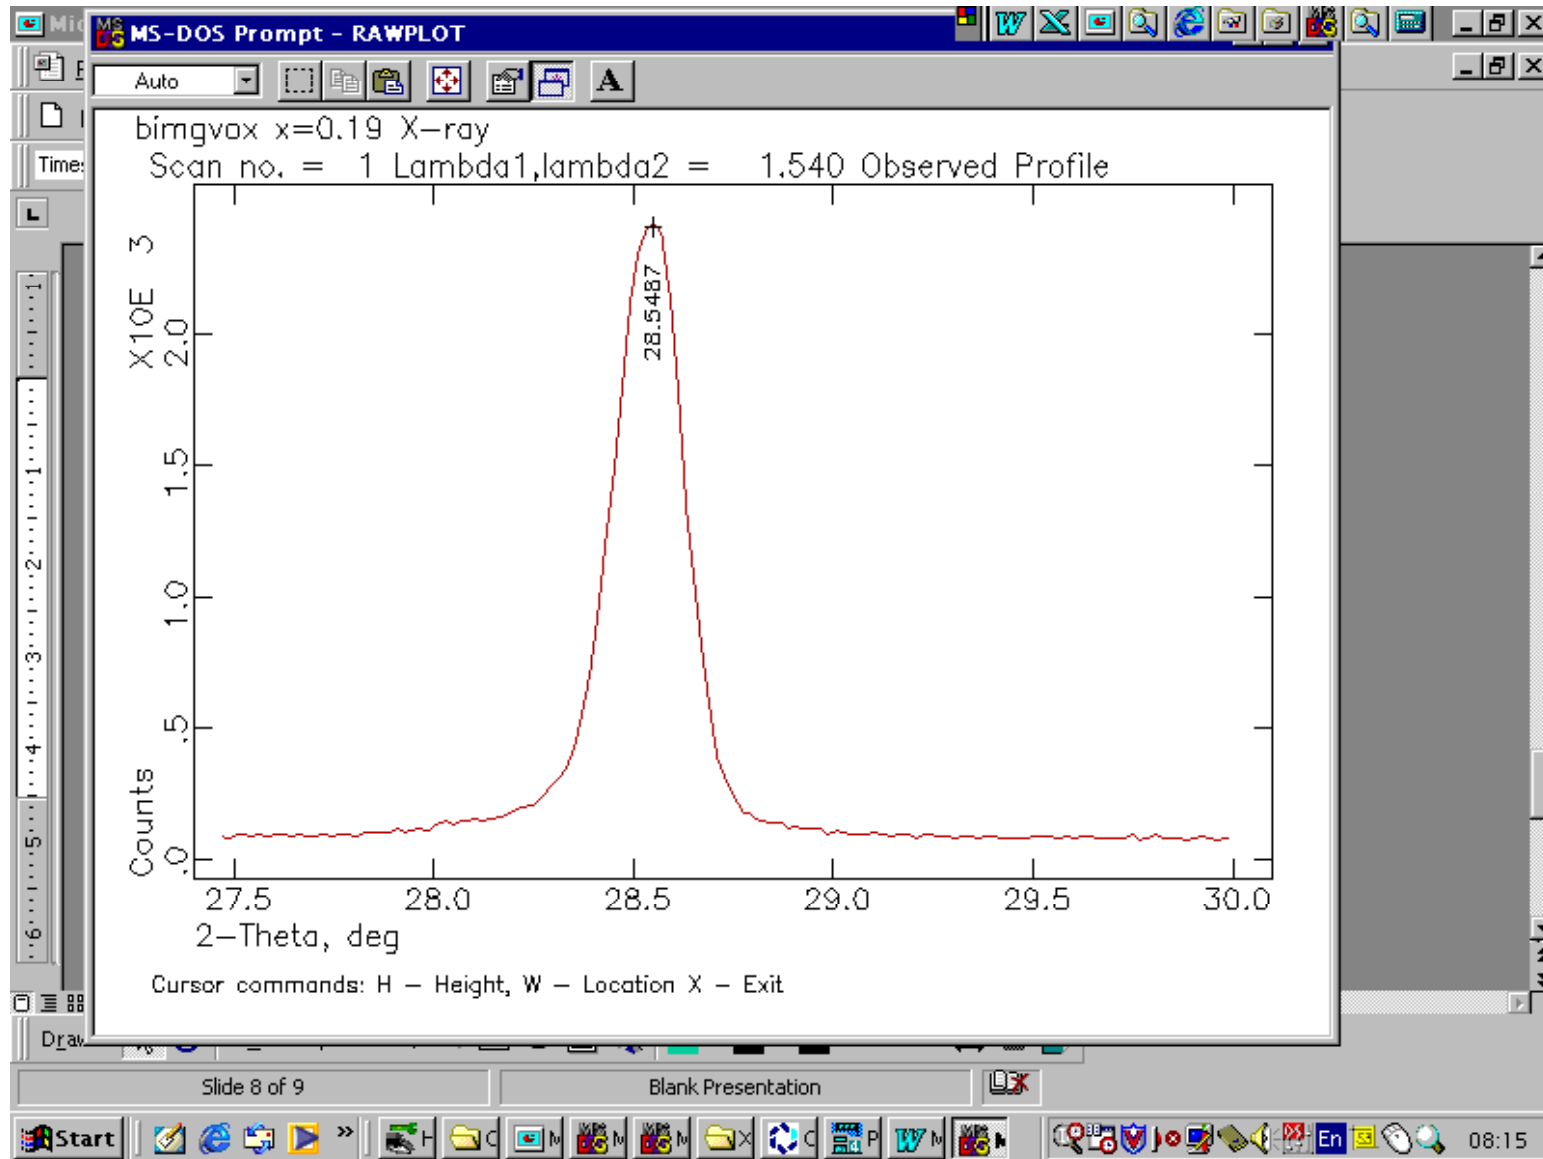 Mic
MS-DOS Prompt - RAWPLOT
Auto
A
Times
bimgvox x=0.19 X-ray
Scan no. = 1 Lambda1,lambda2 = 1.540 Observed Profile
X10E 3
Counts
2.0
1.5
1.0
.5
.0
28.5487
27.5 28.0 28.5 29.0 29.5 30.0
2-Theta, deg
Cursor commands: H - Height, W - Location X - Exit
Draw
Slide 8 of 9
Blank Presentation
Start
En
08:15